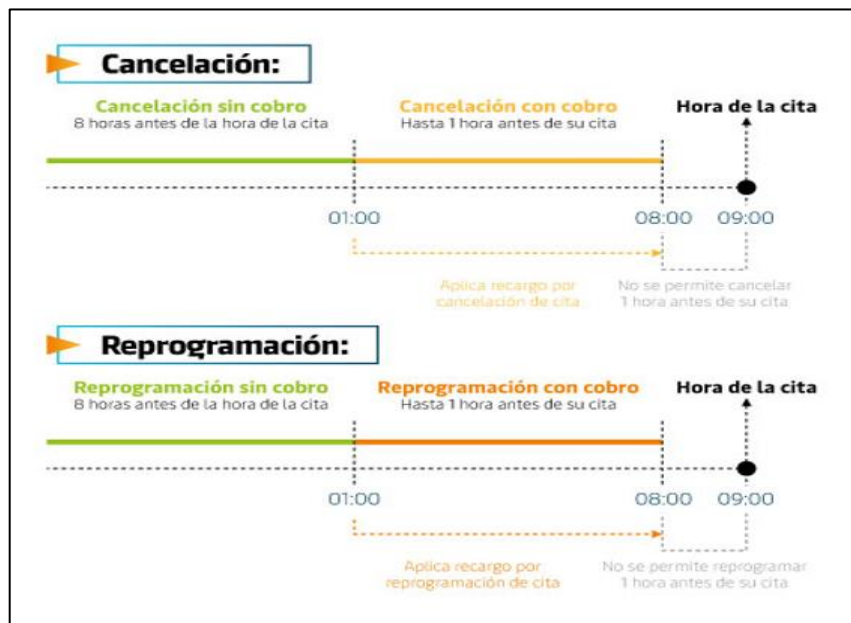 Cancelación:
Cancelación sin cobro
8 horas antes de la hora de la cita
Cancelación con cobro
Hasta 1 hora antes de su cita
Hora de la cita
01:00
08:00
09:00
Aplica recargo por
cancelación de cita
No se permite cancelar
1 hora antes de su cita
Reprogramación:
Reprogramación sin cobro
8 horas antes de la hora de la cita
Reprogramación con cobro
Hasta 1 hora antes de su cita
Hora de la cita
01:00
08:00
09:00
Aplica recargo por
reprogramación de cita
No se permite reprogramar
1 hora antes de su cita